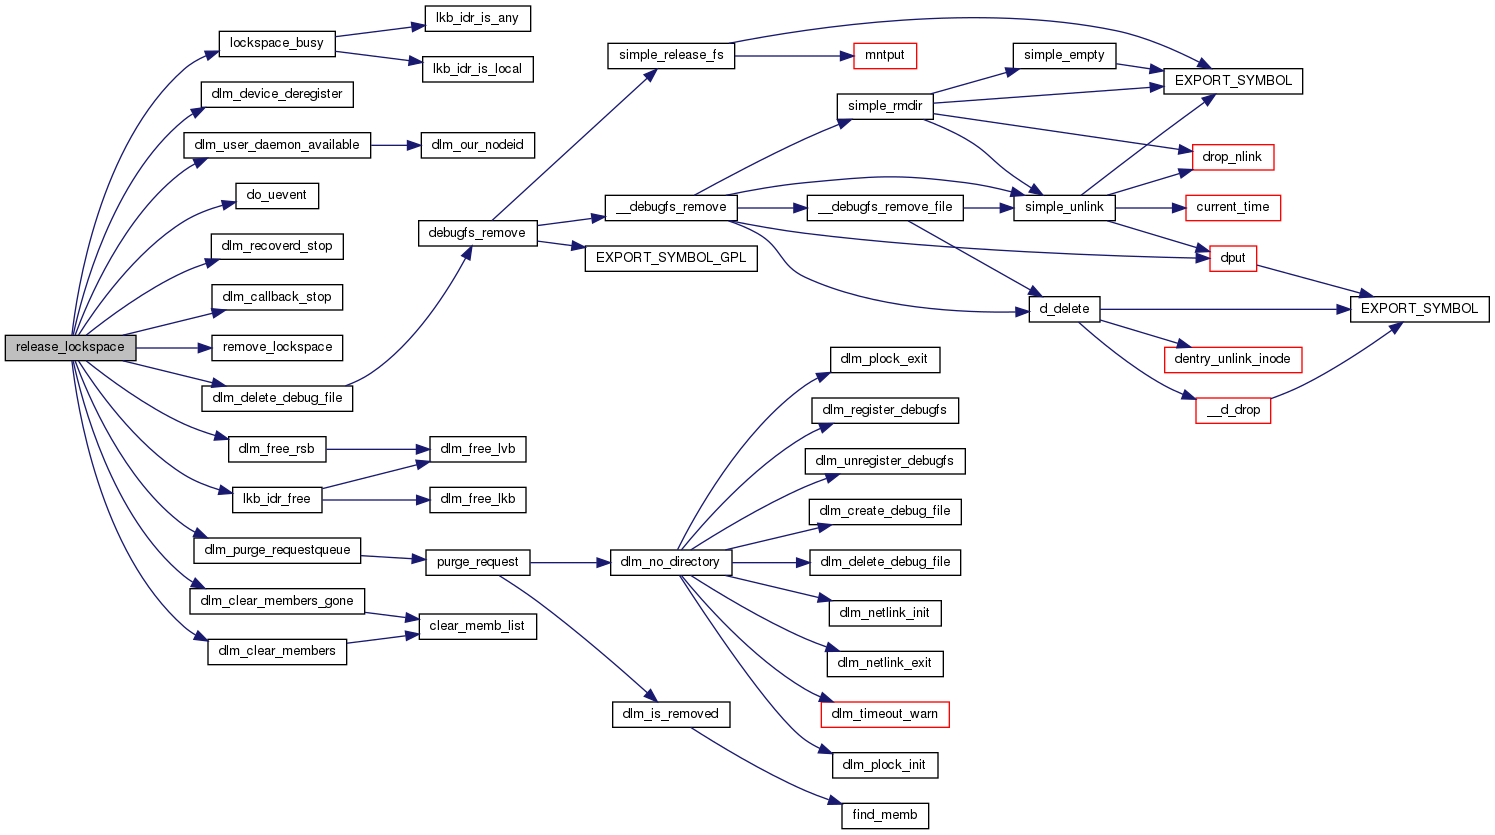 release_lockspace
lockspace_busy
dlm_device_deregister
dlm_user_daemon_available
do_uevent
dlm_recoverd_stop
dlm_callback_stop
remove_lockspace
dlm_delete_debug_file
dlm_free_rsb
lkb_idr_free
dlm_purge_requestqueue
dlm_clear_members_gone
dlm_clear_members
lkb_idr_is_any
lkb_idr_is_local
dlm_our_nodeid
debugfs_remove
dlm_free_lvb
dlm_free_lkb
purge_request
clear_memb_list
simple_release_fs
__debugfs_remove
EXPORT_SYMBOL_GPL
dlm_no_directory
dlm_is_removed
mntput
simple_rmdir
__debugfs_remove_file
dlm_plock_exit
dlm_register_debugfs
dlm_unregister_debugfs
dlm_create_debug_file
dlm_delete_debug_file
dlm_netlink_init
dlm_netlink_exit
dlm_timeout_warn
dlm_plock_init
find_memb
simple_empty
simple_unlink
d_delete
EXPORT_SYMBOL
drop_nlink
current_time
dput
dentry_unlink_inode
__d_drop
EXPORT_SYMBOL